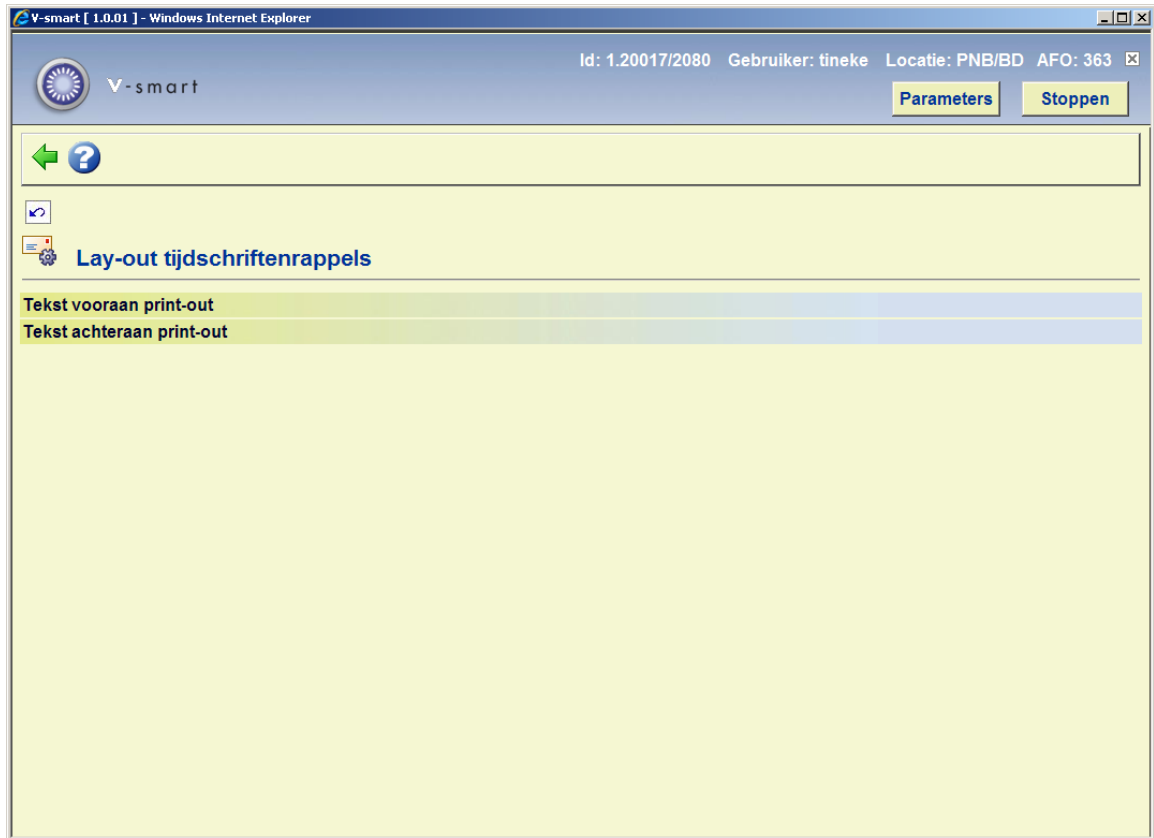 V-smart [ 1.0.01 ] - Windows Internet Explorer
Id: 1.20017/2080 Gebruiker: tineke Locatie: PNB/BD AFO: 363
V-smart
Parameters Stoppen
Lay-out tijdschriftenrappels
Tekst vooraan print-out
Tekst achteraan print-out